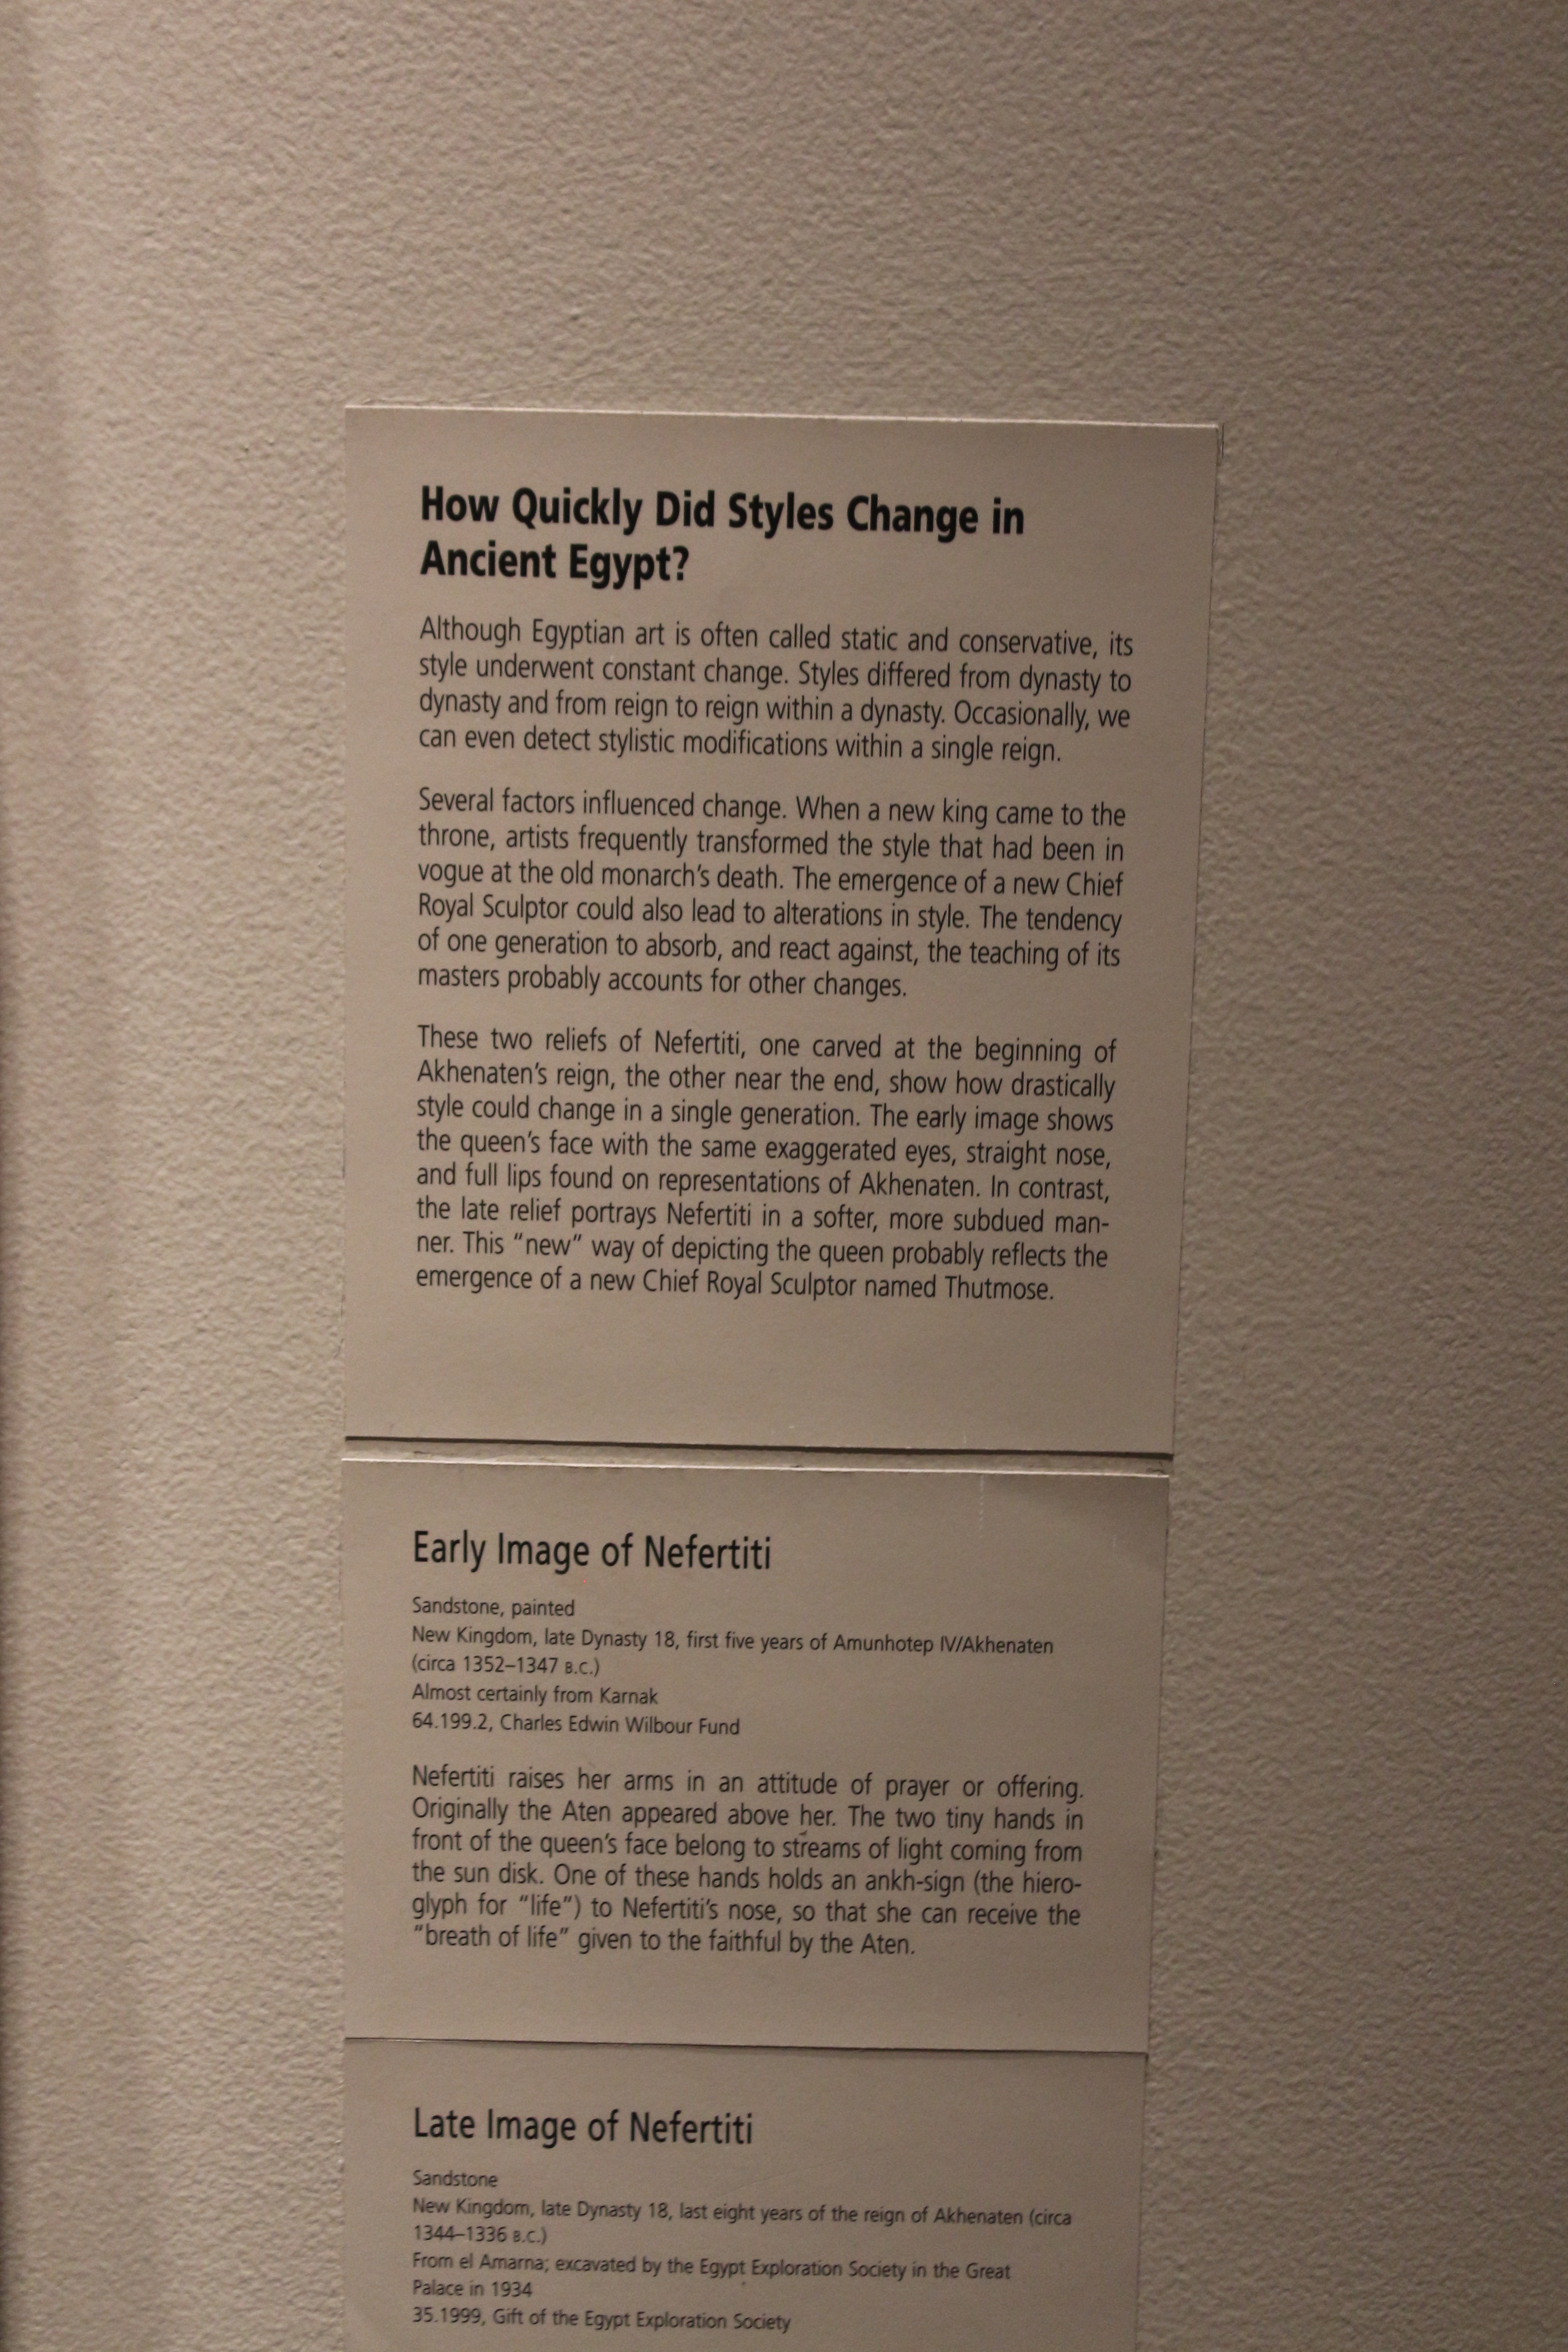 How Quickly Did Styles Change in
Ancient Egypt?
Although Egyptian art is often called static and conservative, its
style underwent constant change. Styles differed from dynasty to
dynasty and from reign to reign within a dynasty. Occasionally, we
can even detect stylistic modifications within a single reign.
Several factors influenced change. When a new king came to the
throne, artists frequently transformed the style that had been in
vogue at the old monarch's death. The emergence of a new Chief
Royal Sculptor could also lead to alterations in style. The tendency
of one generation to absorb, and react against, the teaching of its
masters probably accounts for other changes.
These two reliefs of Nefertiti, one carved at the beginning of
Akhenaten's reign, the other near the end, show how drastically
style could change in a single generation. The early image shows
the queen's face with the same exaggerated eyes, straight nose,
and full lips found on representations of Akhenaten. In contrast,
the late relief portrays Nefertiti in a softer, more subdued man-
ner. This “new” way of depicting the queen probably reflects the
emergence of a new Chief Royal Sculptor named Thutmose.
Early Image of Nefertiti
Sandstone, painted
New Kingdom, late Dynasty 18, first five years of Amunhotep IV/Akhenaten
(circa 1352–1347 B.C.)
Almost certainly from Karnak
64.199.2, Charles Edwin Wilbour Fund
Nefertiti raises her arms in an attitude of prayer or offering.
Originally the Aten appeared above her. The two tiny hands in
front of the queen's face belong to streams of light coming from
the sun disk. One of these hands holds an ankh-sign (the hiero-
glyph for “life”) to Nefertiti's nose, so that she can receive the
“breath of life” given to the faithful by the Aten.
Late Image of Nefertiti
Sandstone
New Kingdom, late Dynasty 18, last eight years of the reign of Akhenaten (circa
1344–1336 B.C.)
From el Amarna; excavated by the Egypt Exploration Society in the Great
Palace in 1934
35.1999, Gift of the Egypt Exploration Society